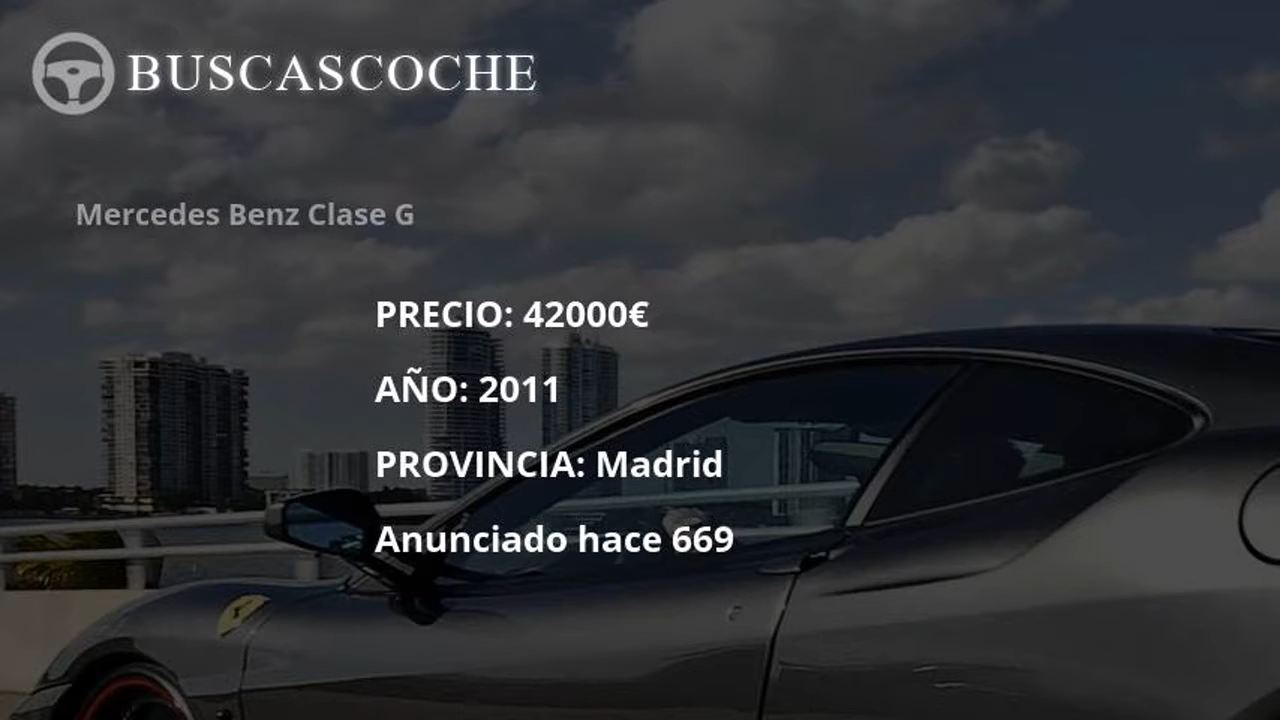 BUSCASCOCHE
Mercedes Benz Clase G
PRECIO: 42000€
AÑO: 2011
PROVINCIA: Madrid
Anunciado hace 669